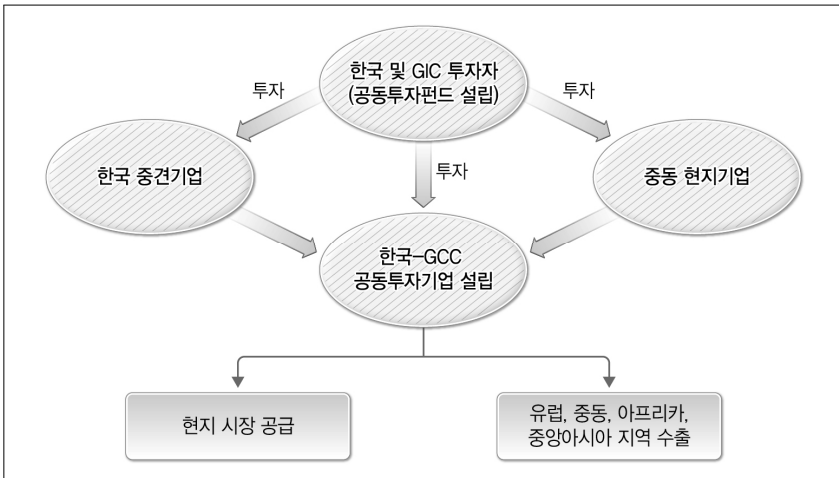 한국 및 GIC 투자자
(공동투자펀드 설립)
투자
투자
투자
한국 중견기업
중동 현지기업
한국-GCC
공동투자기업 설립
현지 시장 공급
유럽, 중동, 아프리카,
중앙아시아 지역 수출